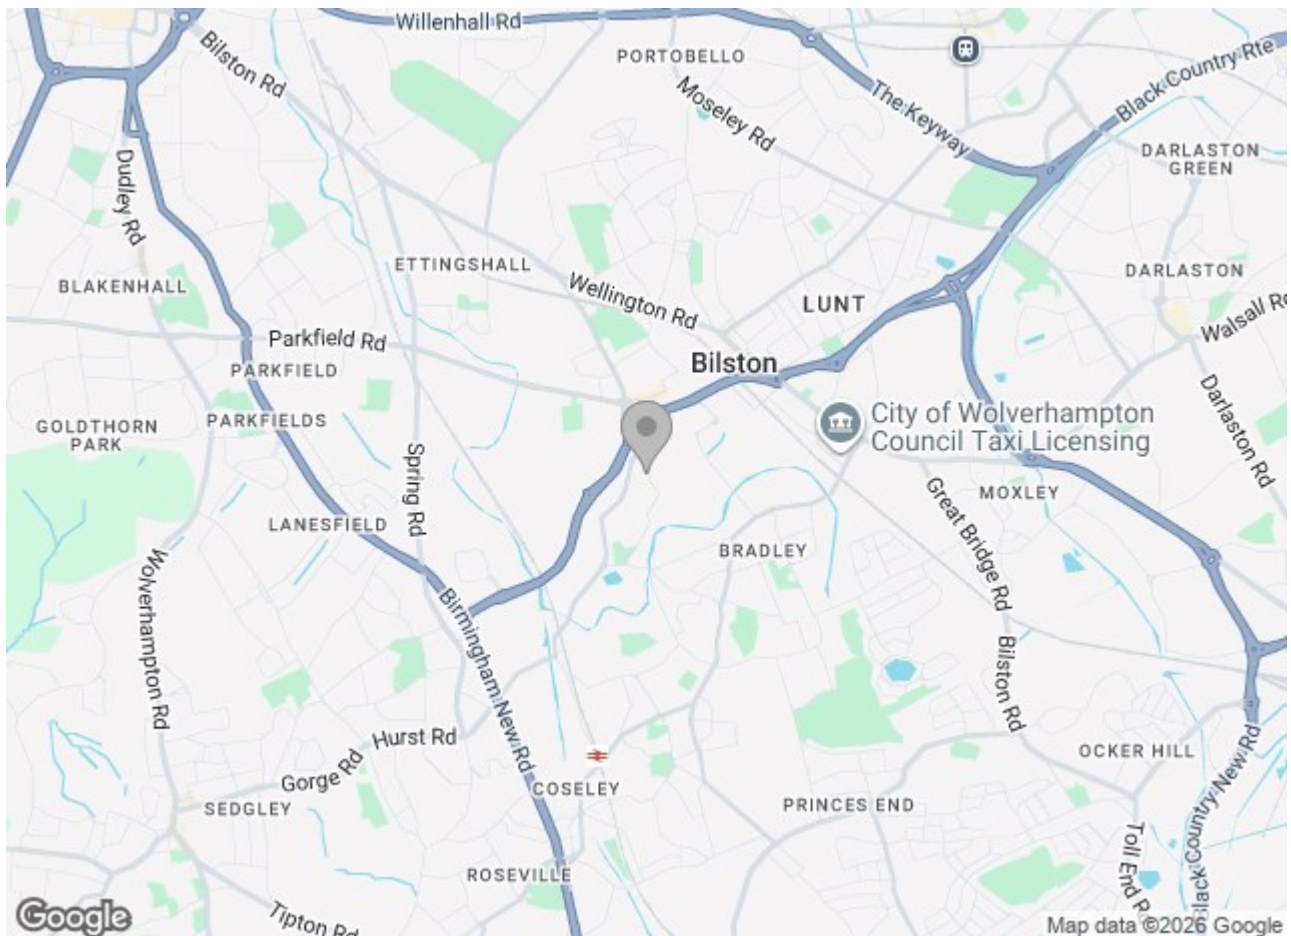 Willenhall Rd
Bilston Rd
PORTOBELLO
Black Country Rte
The Keyway
Moseley Rd
DARLASTON
GREEN
Dudley Rd
ETTINGSHALL
BLAKENHALL
DARLASTON
Wellington Rd
LUNT
Walsall Rd
Parkfield Rd
Bilston
PARKFIELD
PARKFIELDS
GOLDTHORN
PARK
City of Wolverhampton
Council Taxi Licensing
Darlaston Rd
Spring Rd
MOXLEY
LANESFIELD
Great Bridge Rd
BRADLEY
Wolverhampton Rd
Birmingham New Rd
Bilston Rd
Hurst Rd
OCKER HILL
Gorge Rd
COSELEY
SEDGLEY
PRINCES END
Black Country New Rd
Toll End R
ROSEVILLE
Tipton Rd
Google
Map data ©2026 Google